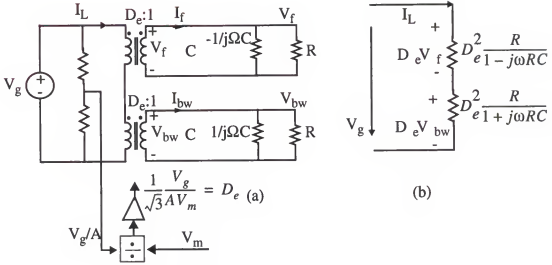 I_L D_e:1 I_f V_f
+ V_f - C -1/jΩC R
V_g + -
D_e:1 I_bw V_bw
+ V_bw - C 1/jΩC R
1/√3 V_g/AV_m = D_e (a)
V_g/A ÷ V_m
I_L
+ D_eV_f - D_e^2 R/1 - jωRC
V_g + D_eV_bw - D_e^2 R/1 + jωRC
(b)